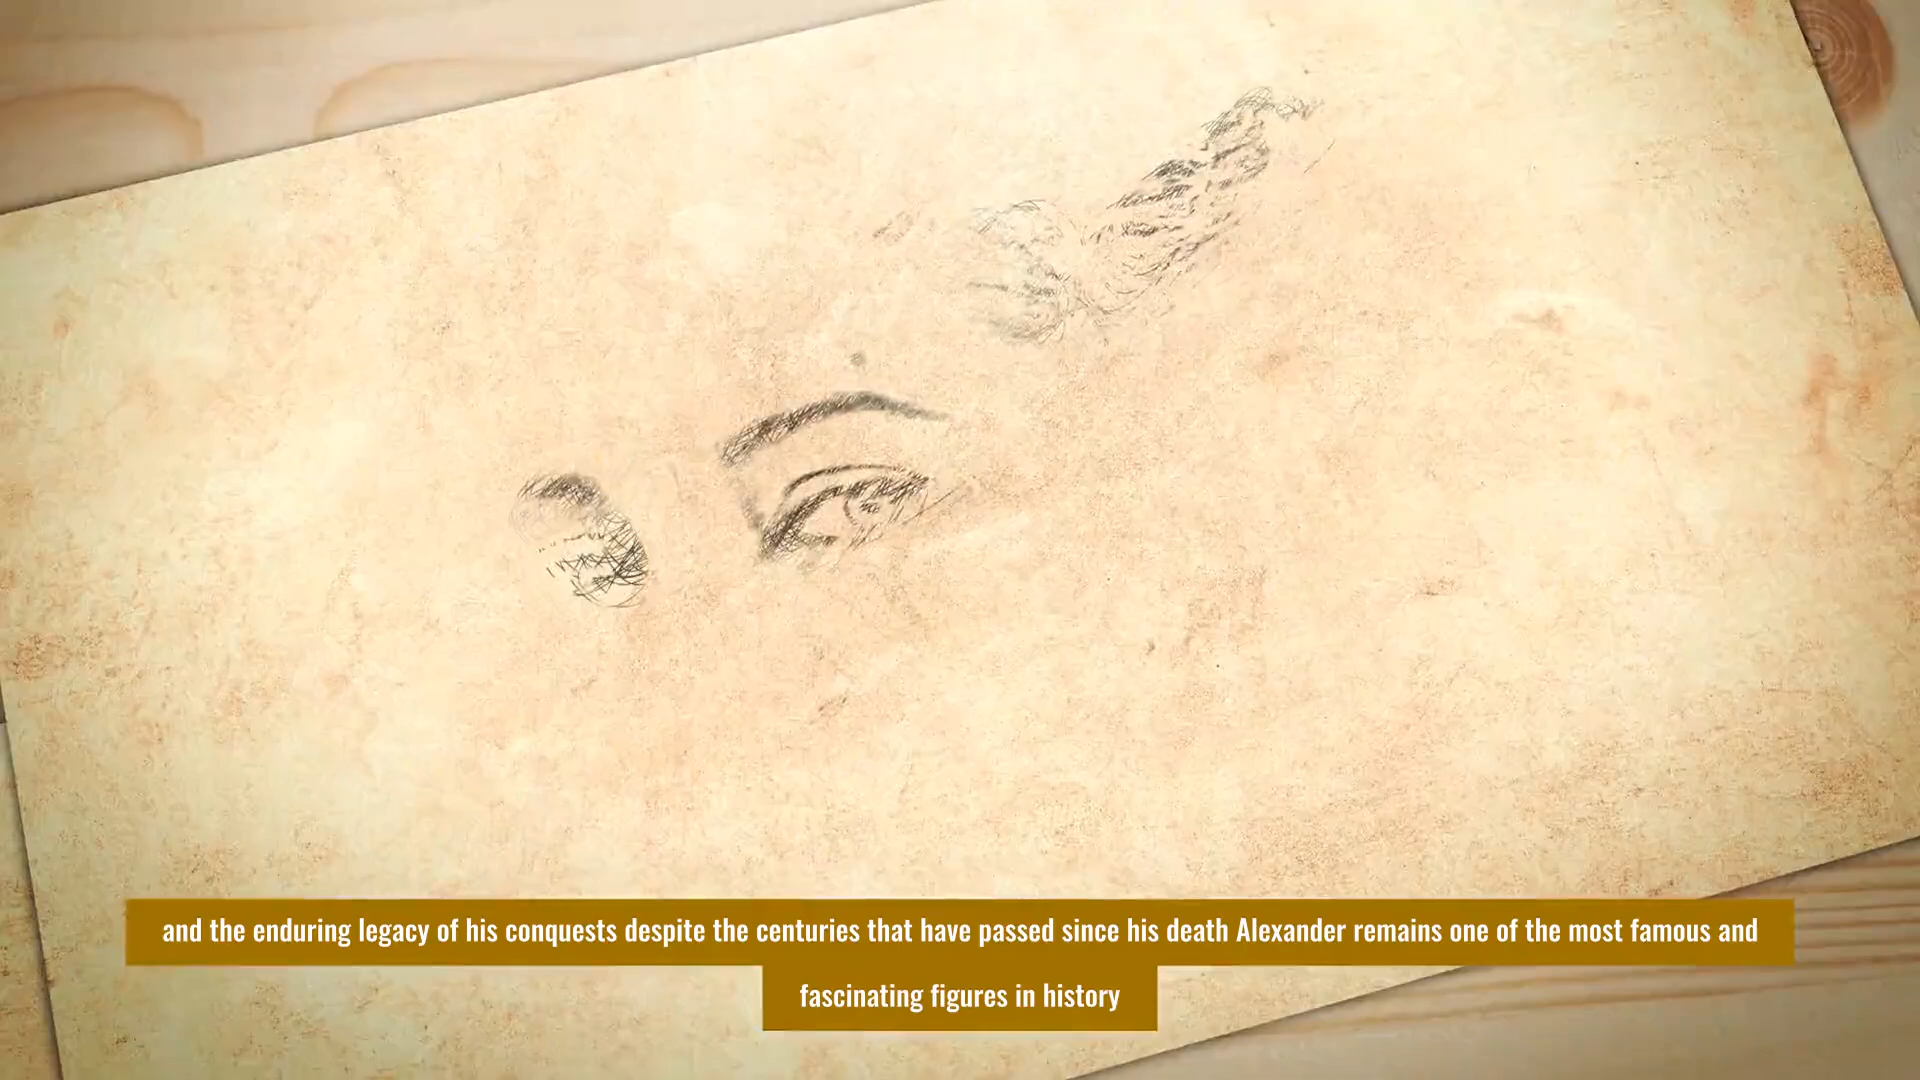 and the enduring legacy of his conquests despite the centuries that have passed since his death Alexander remains one of the most famous and
fascinating figures in history